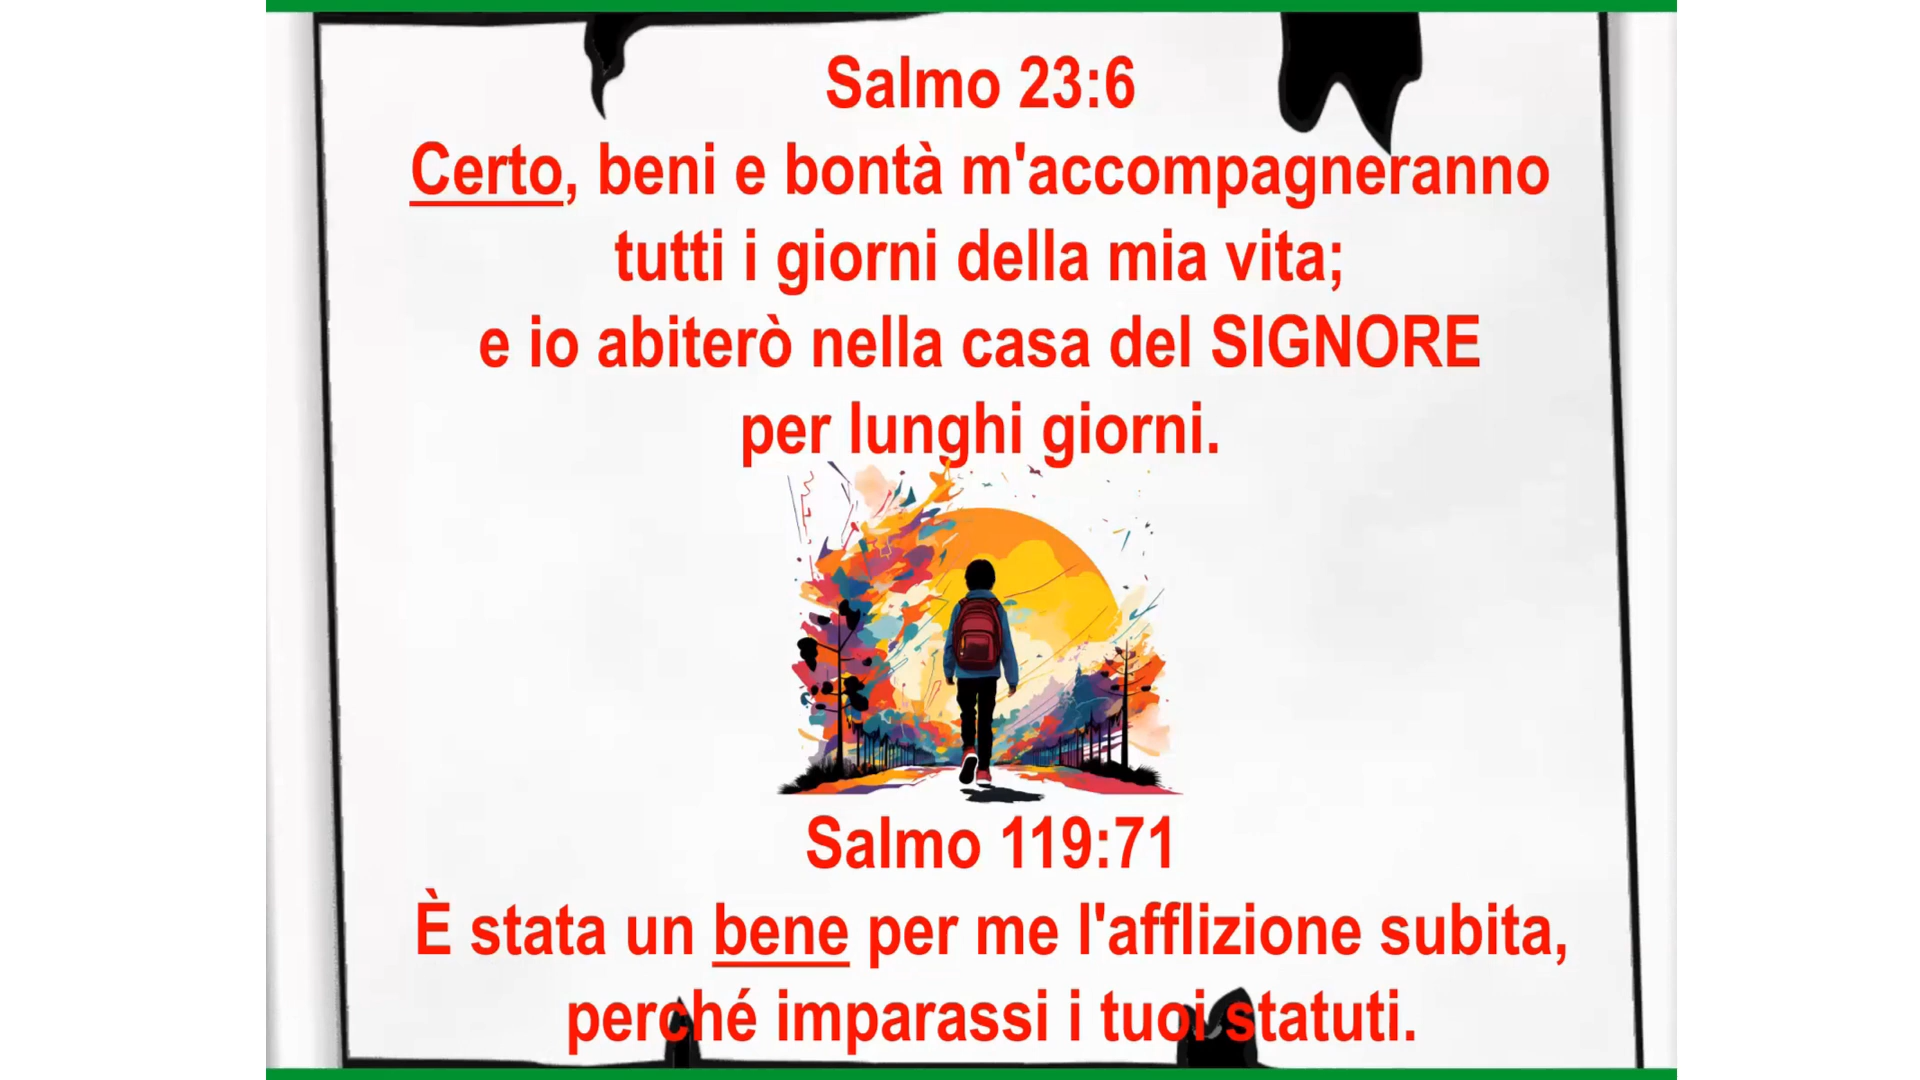 Salmo 23:6
Certo, beni e bontà m'accompagneranno
tutti i giorni della mia vita;
e io abiterò nella casa del SIGNORE
per lunghi giorni.
Salmo 119:71
È stata un bene per me l'afflizione subita,
perché imparassi i tuoi statuti.